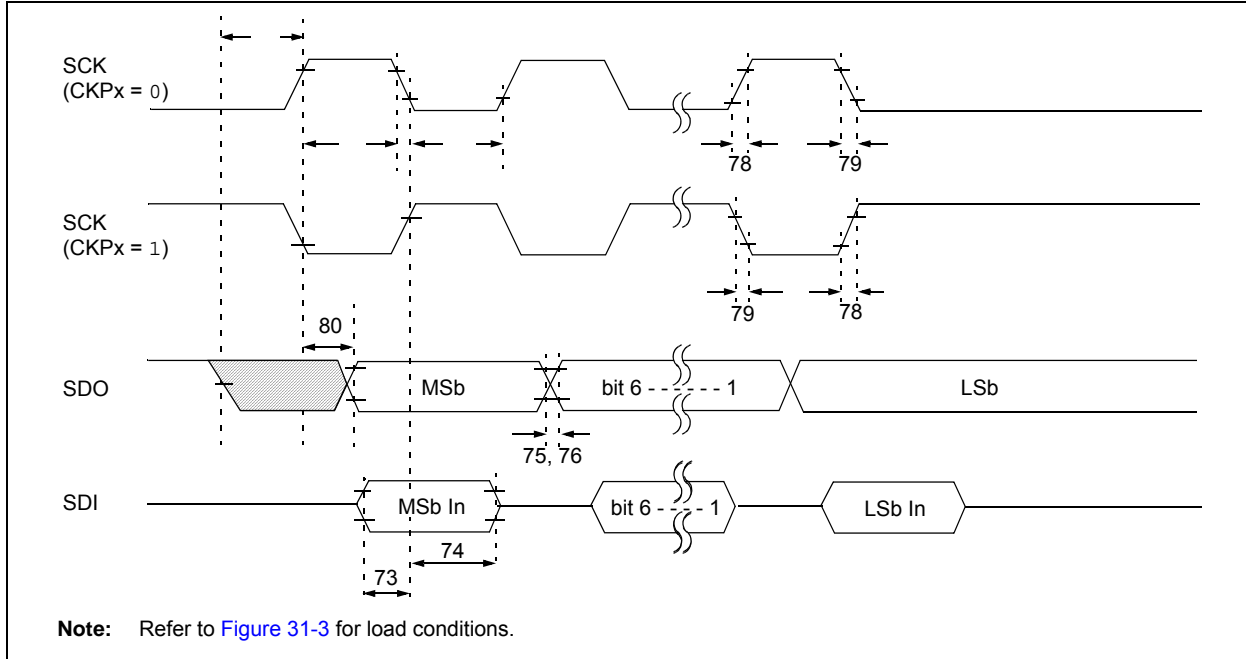 SCK
(CKPx = 0)
78
79
SCK
(CKPx = 1)
79
78
80
SDO
MSb
bit 6 - - - - - - 1
LSb
75, 76
SDI
MSb In
bit 6 - - - - 1
LSb In
74
73
Note: Refer to Figure 31-3 for load conditions.